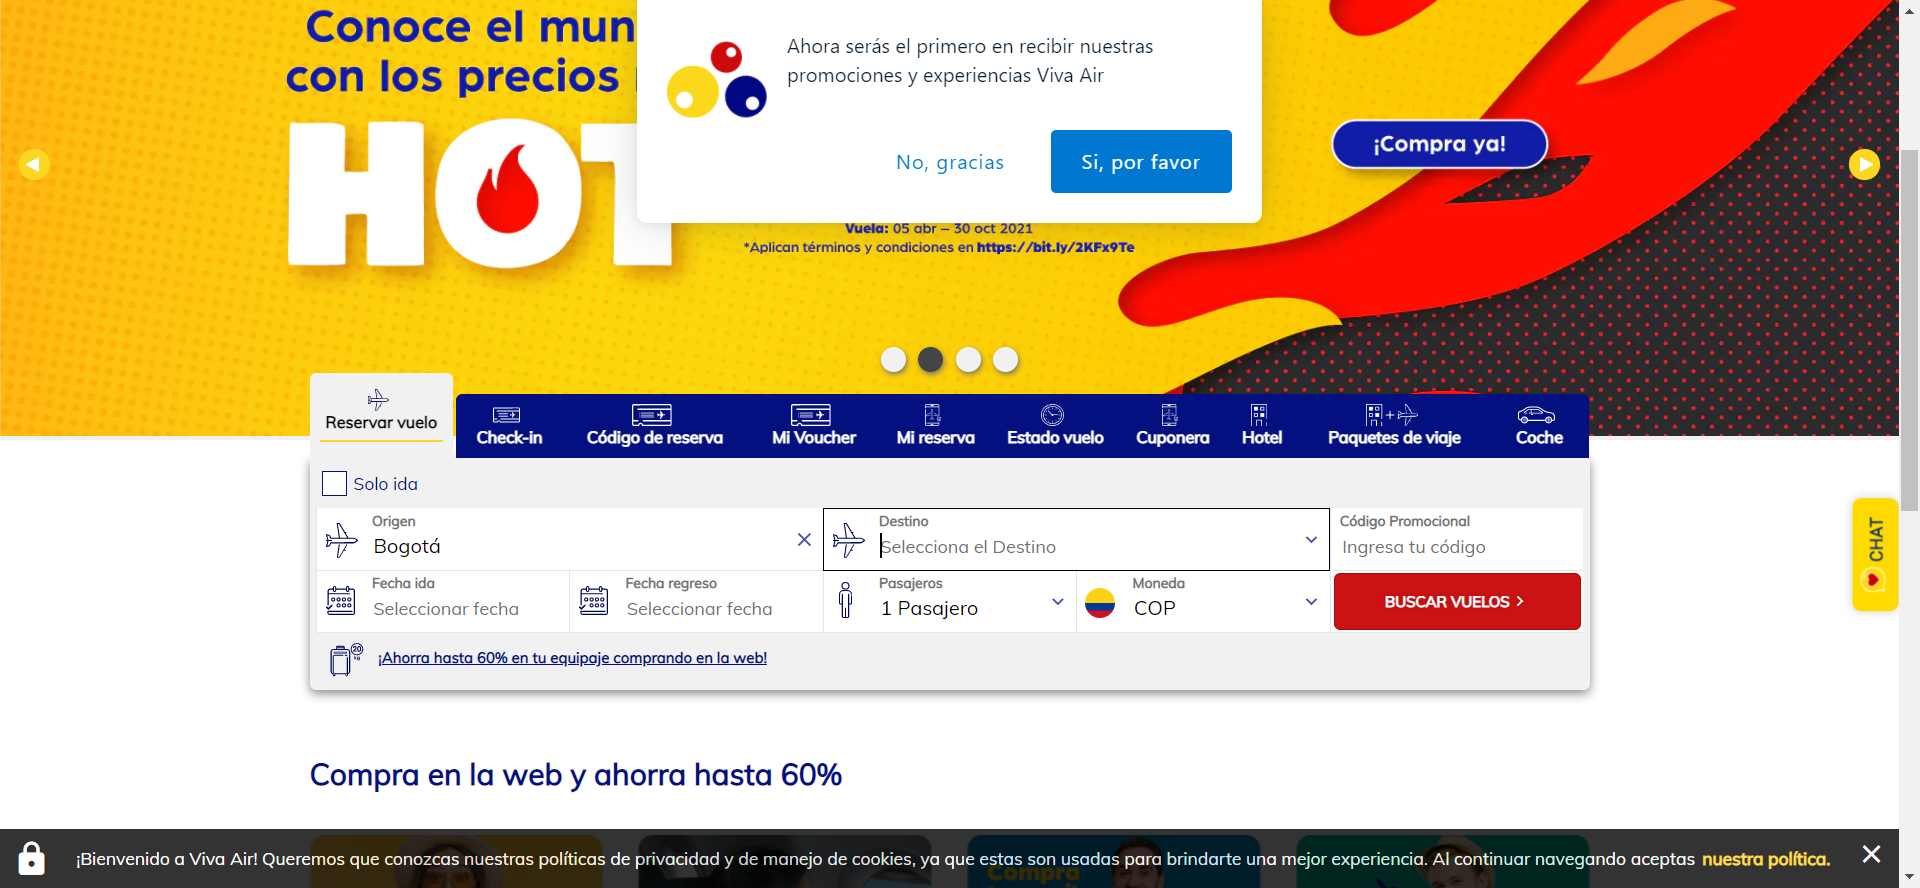 Conoce el mun
con los precios
HOT
Ahora serás el primero en recibir nuestras
promociones y experiencias Viva Air
No, gracias
Si, por favor
¡Compra ya!
Vuela: 05 abr – 30 oct 2021
*Aplican términos y condiciones en https://bit.ly/2KFx9Te
Reservar vuelo
Check-in
Código de reserva
Mi Voucher
Mi reserva
Estado vuelo
Cuponera
Hotel
Paquetes de viaje
Coche
Solo ida
Origen
Bogotá
Destino
Selecciona el Destino
Código Promocional
Ingresa tu código
Fecha ida
Seleccionar fecha
Fecha regreso
Seleccionar fecha
Pasajeros
1 Pasajero
Moneda
COP
BUSCAR VUELOS
CHAT
20
kg
¡Ahorra hasta 60% en tu equipaje comprando en la web!
Compra en la web y ahorra hasta 60%
¡Bienvenido a Viva Air! Queremos que conozcas nuestras políticas de privacidad y de manejo de cookies, ya que estas son usadas para brindarte una mejor experiencia. Al continuar navegando aceptas nuestra política.
Compra